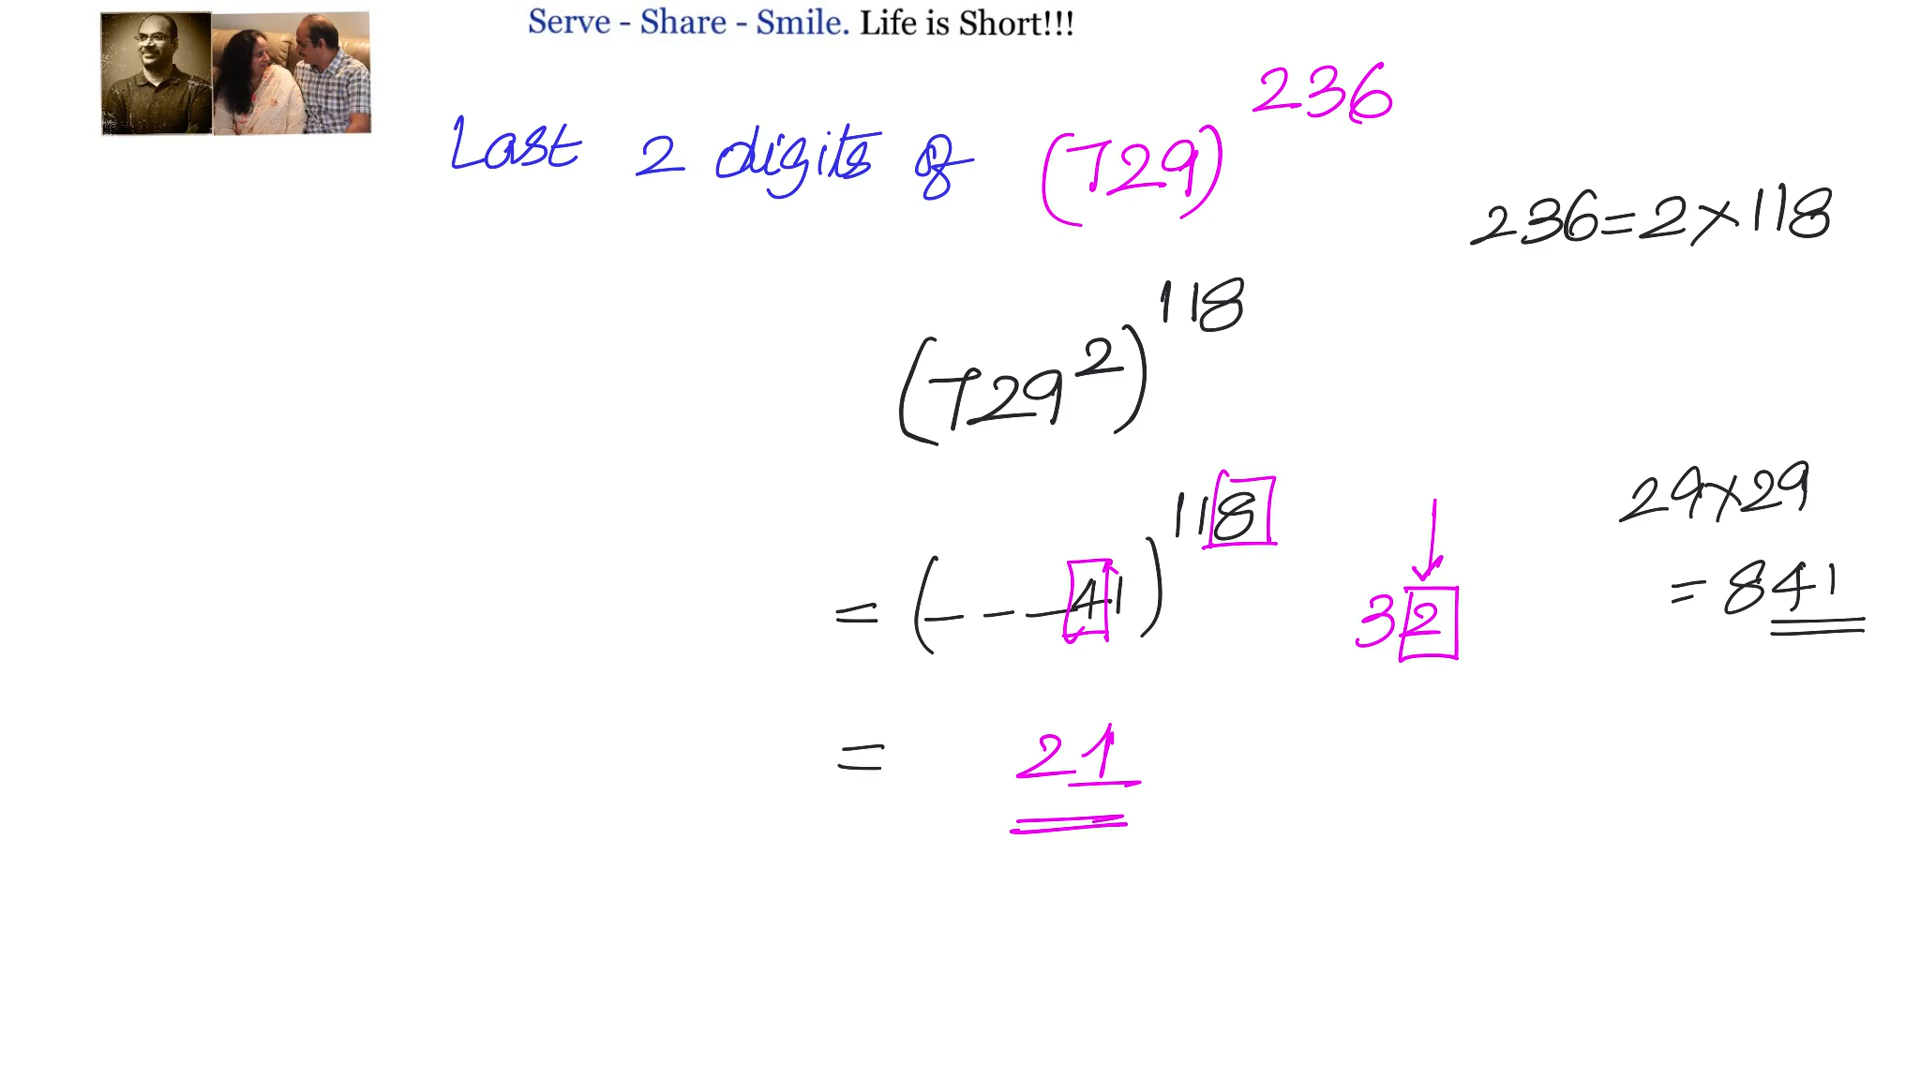 Serve - Share - Smile. Life is Short!!!
Last 2 digits of (729)^236
236=2×118
(729²)^118
29×29
= (-- - 41)^118
32
= 841
= 21